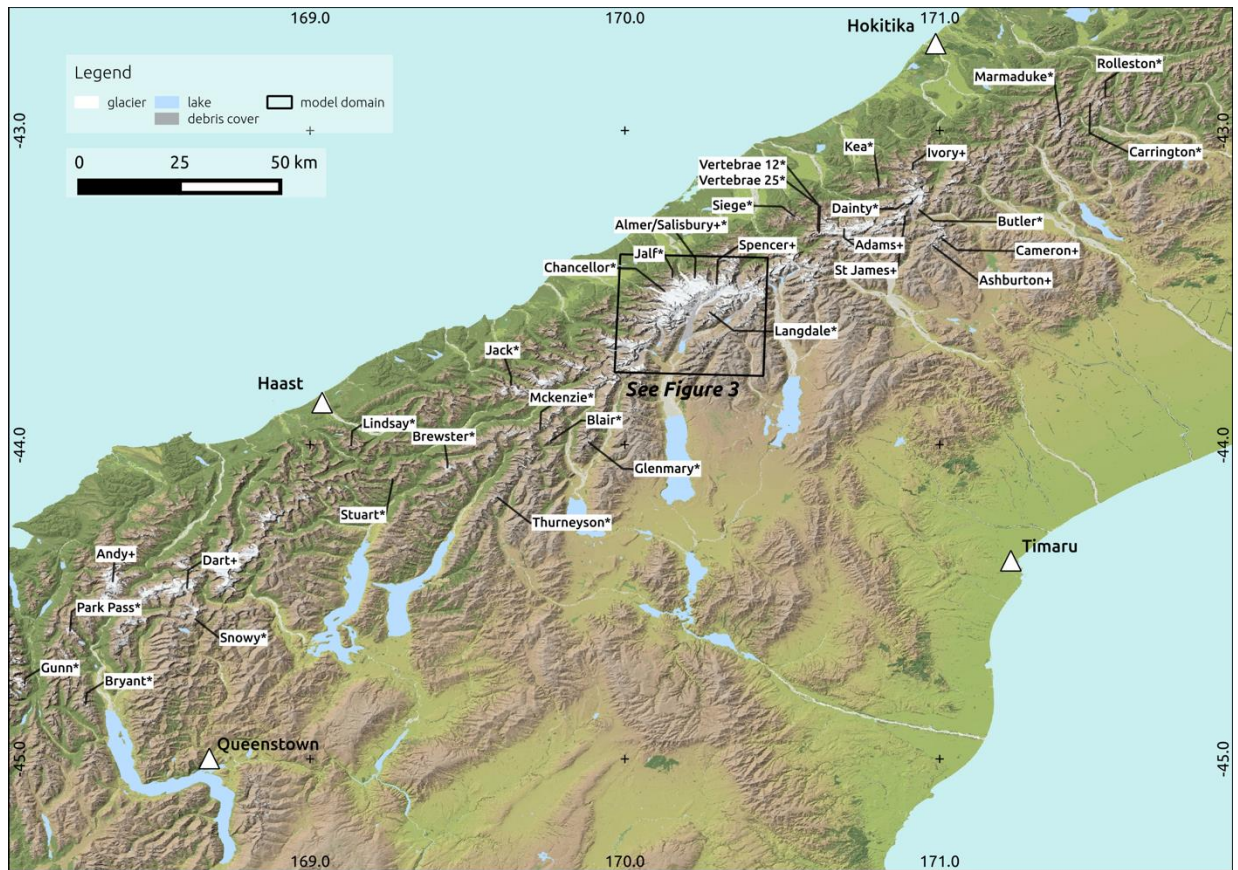 169.0
170.0
171.0
Hokitika
Legend
glacier
lake
model domain
debris cover
-43.0
-43.0
0
25
50 km
Marmaduke*
Rolleston*
Carrington*
Kea*
Ivory+
Vertebrae 12*
Vertebrae 25*
Siege*
Dainty*
Butler*
Almer/Salisbury+*
Adams+
Cameron+
Jalf*
Spencer+
Chancellor*
St James+
Ashburton+
Langdale*
Jack*
See Figure 3
Haast
Mckenzie*
Lindsay*
Blair*
Brewster*
-44.0
-44.0
Glenmary*
Stuart*
Thurneyson*
Andy+
Dart+
Timaru
Park Pass*
Snowy*
Gunn*
Bryant*
Queenstown
-45.0
-45.0
169.0
170.0
171.0